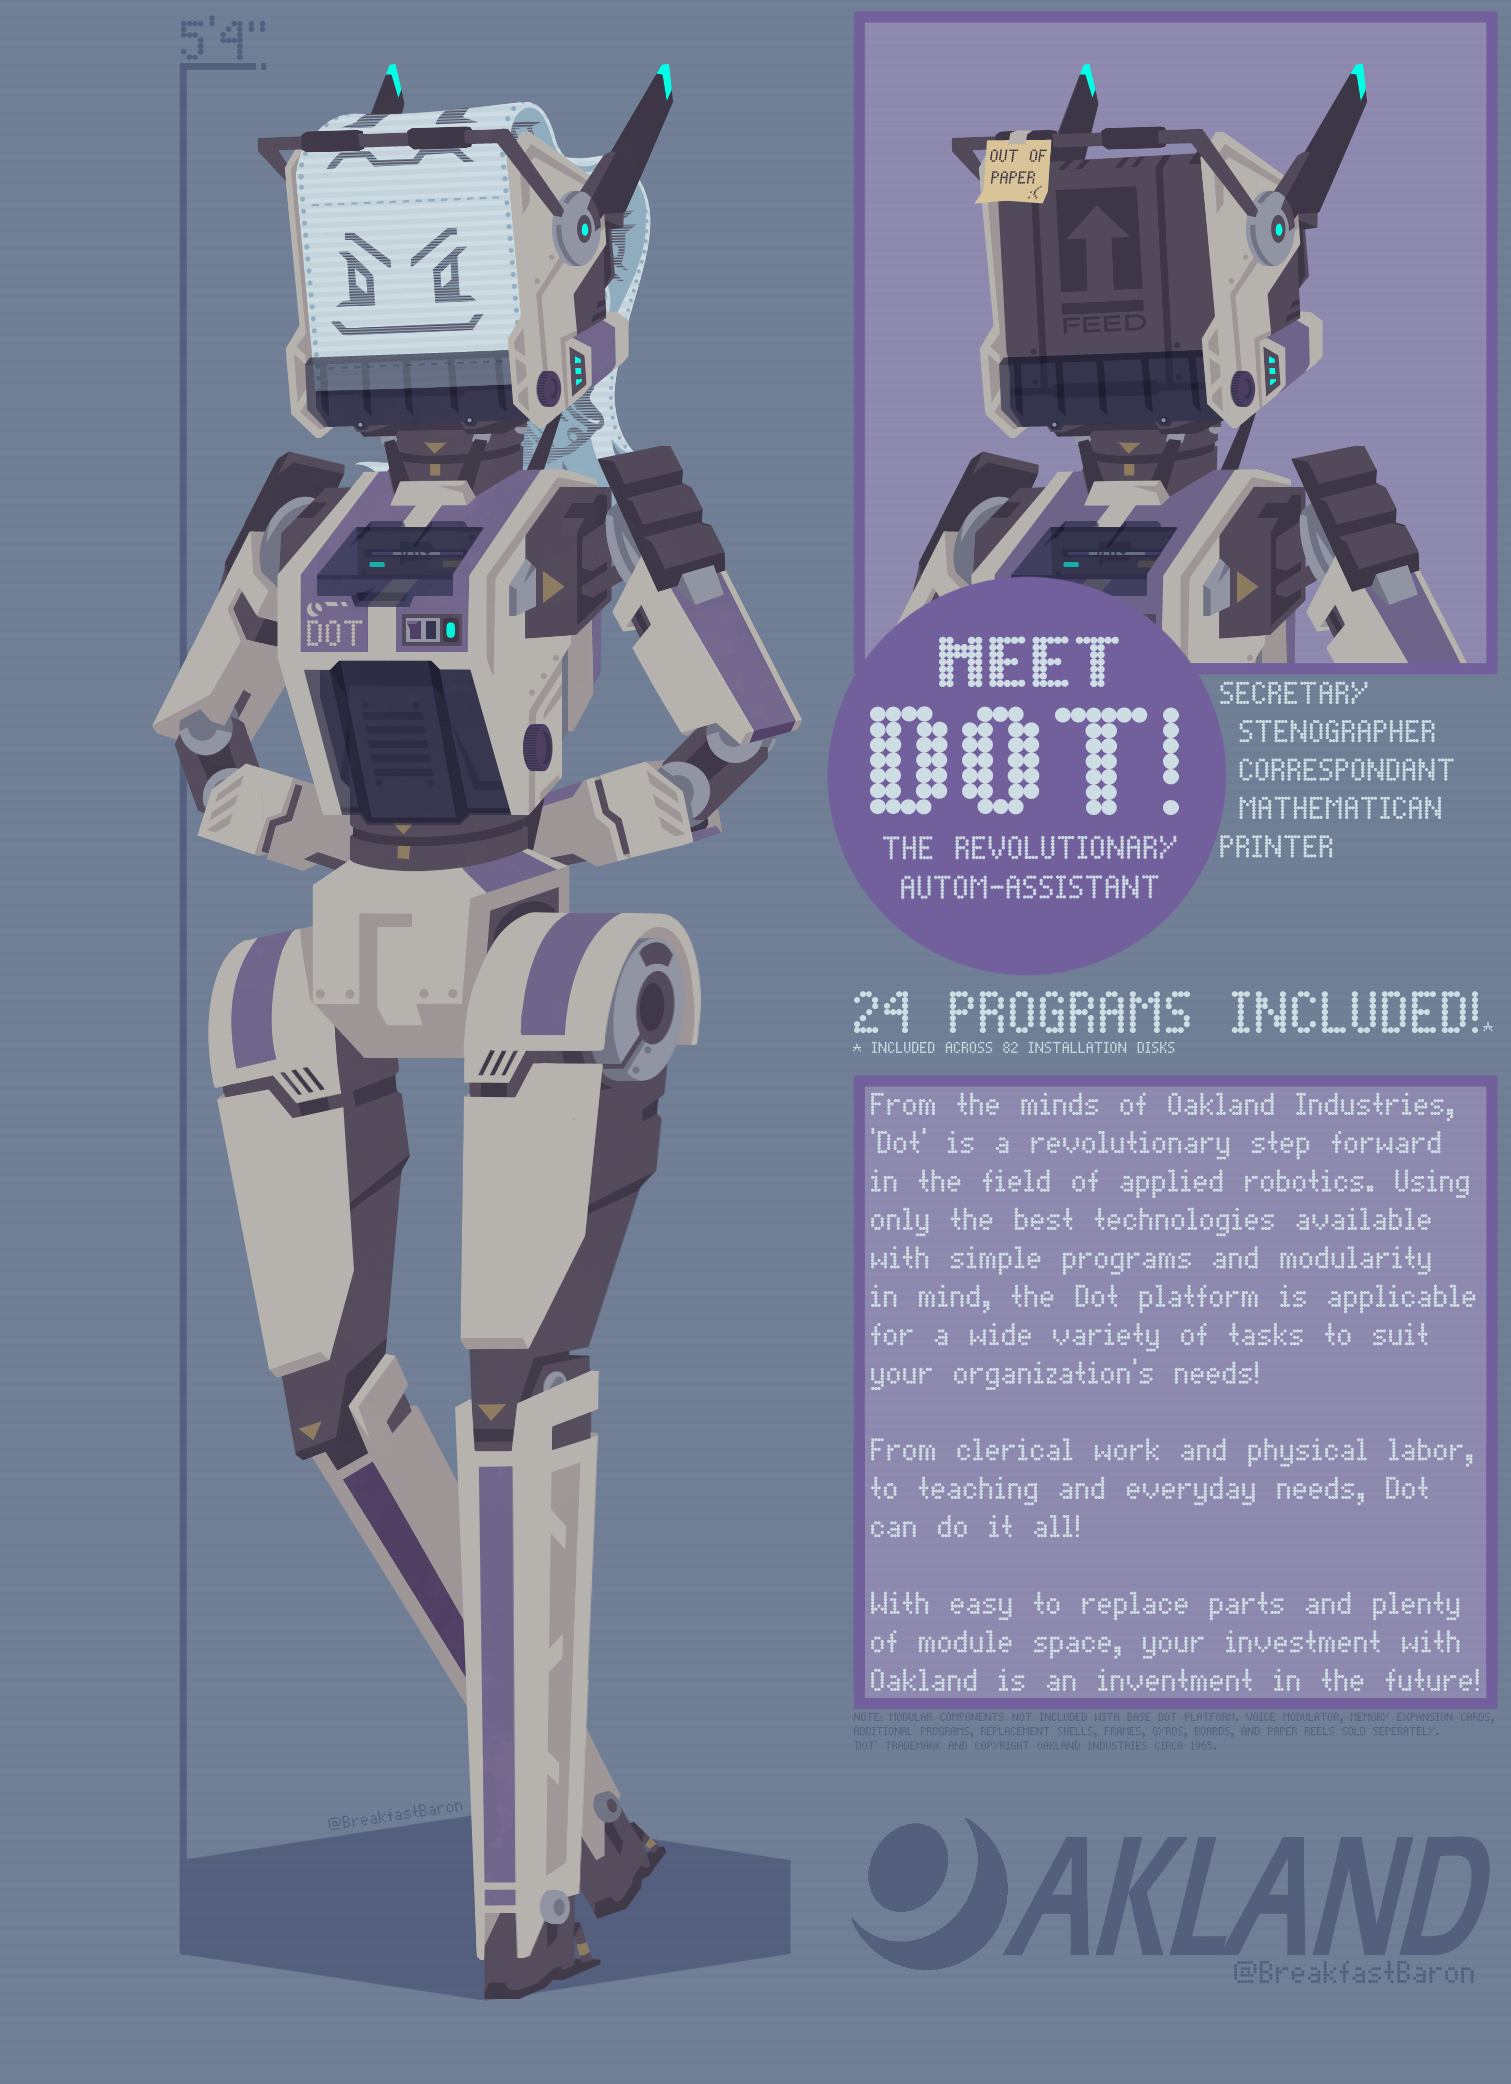 5'4"
OUT OF
PAPER
:(
FEED
DOT
MEET
DOT!
THE REVOLUTIONARY
AUTOM-ASSISTANT
SECRETARY
STENOGRAPHER
CORRESPONDANT
MATHEMATICAN
PRINTER
24 PROGRAMS INCLUDED!*
* INCLUDED ACROSS 82 INSTALLATION DISKS
From the minds of Oakland Industries,
'Dot' is a revolutionary step forward
in the field of applied robotics. Using
only the best technologies available
with simple programs and modularity
in mind, the Dot platform is applicable
for a wide variety of tasks to suit
your organization's needs!
From clerical work and physical labor,
to teaching and everyday needs, Dot
can do it all!
With easy to replace parts and plenty
of module space, your investment with
Oakland is an inventment in the future!
NOTE: MODULAR COMPONENTS NOT INCLUDED WITH BASE DOT PLATFORM. VOICE MODULATOR, MEMORY EXPANSION CARDS,
ADDITIONAL PROGRAMS, REPLACEMENT SHELLS, FRAMES, GYROS, BOARDS, AND PAPER REELS SOLD SEPERATELY.
'DOT' TRADEMARK AND COPYRIGHT OAKLAND INDUSTRIES CIRCA 1965.
@BreakfastBaron
OAKLAND
@BreakfastBaron